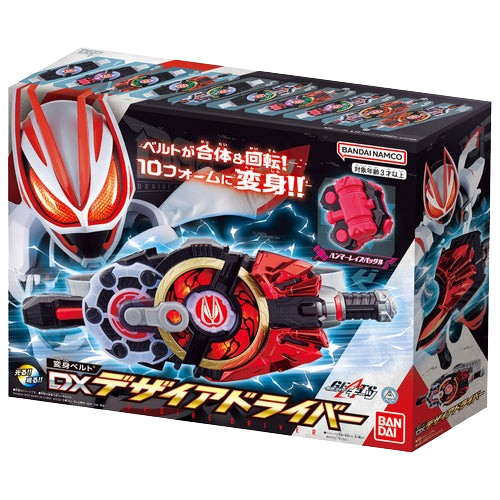 ベルトが合体&回転!
10フォームに変身!!
BANDAI NAMCO
対象年齢3才以上
ハンマーレイズバックル
光る!!
鳴る!!
変身ベルト
DXデザイアドライバー
GEATS
BAN
DAI